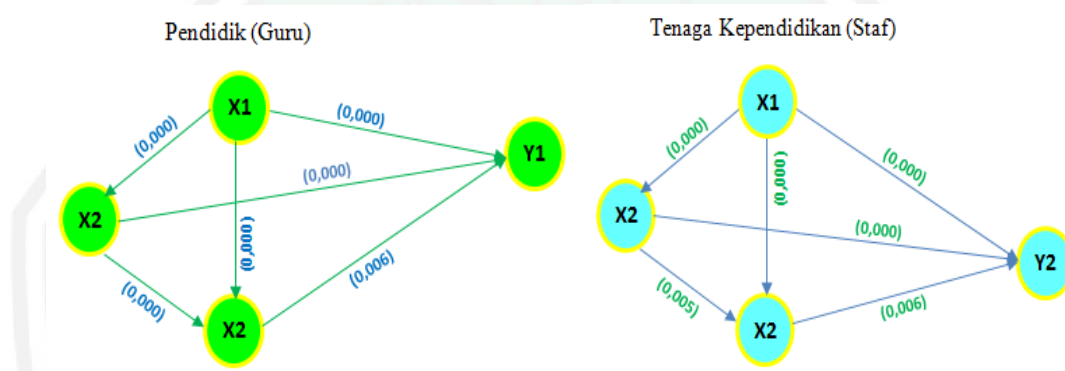 Pendidik (Guru)
X1
(0,000)
(0,000)
Y1
(0,000)
X2
(0,000)
(0,000)
(0,006)
X2
Tenaga Kependidikan (Staf)
X1
(0,000)
(0,000)
(0,000)
X2
(0,000)
Y2
(0,005)
(0,006)
X2